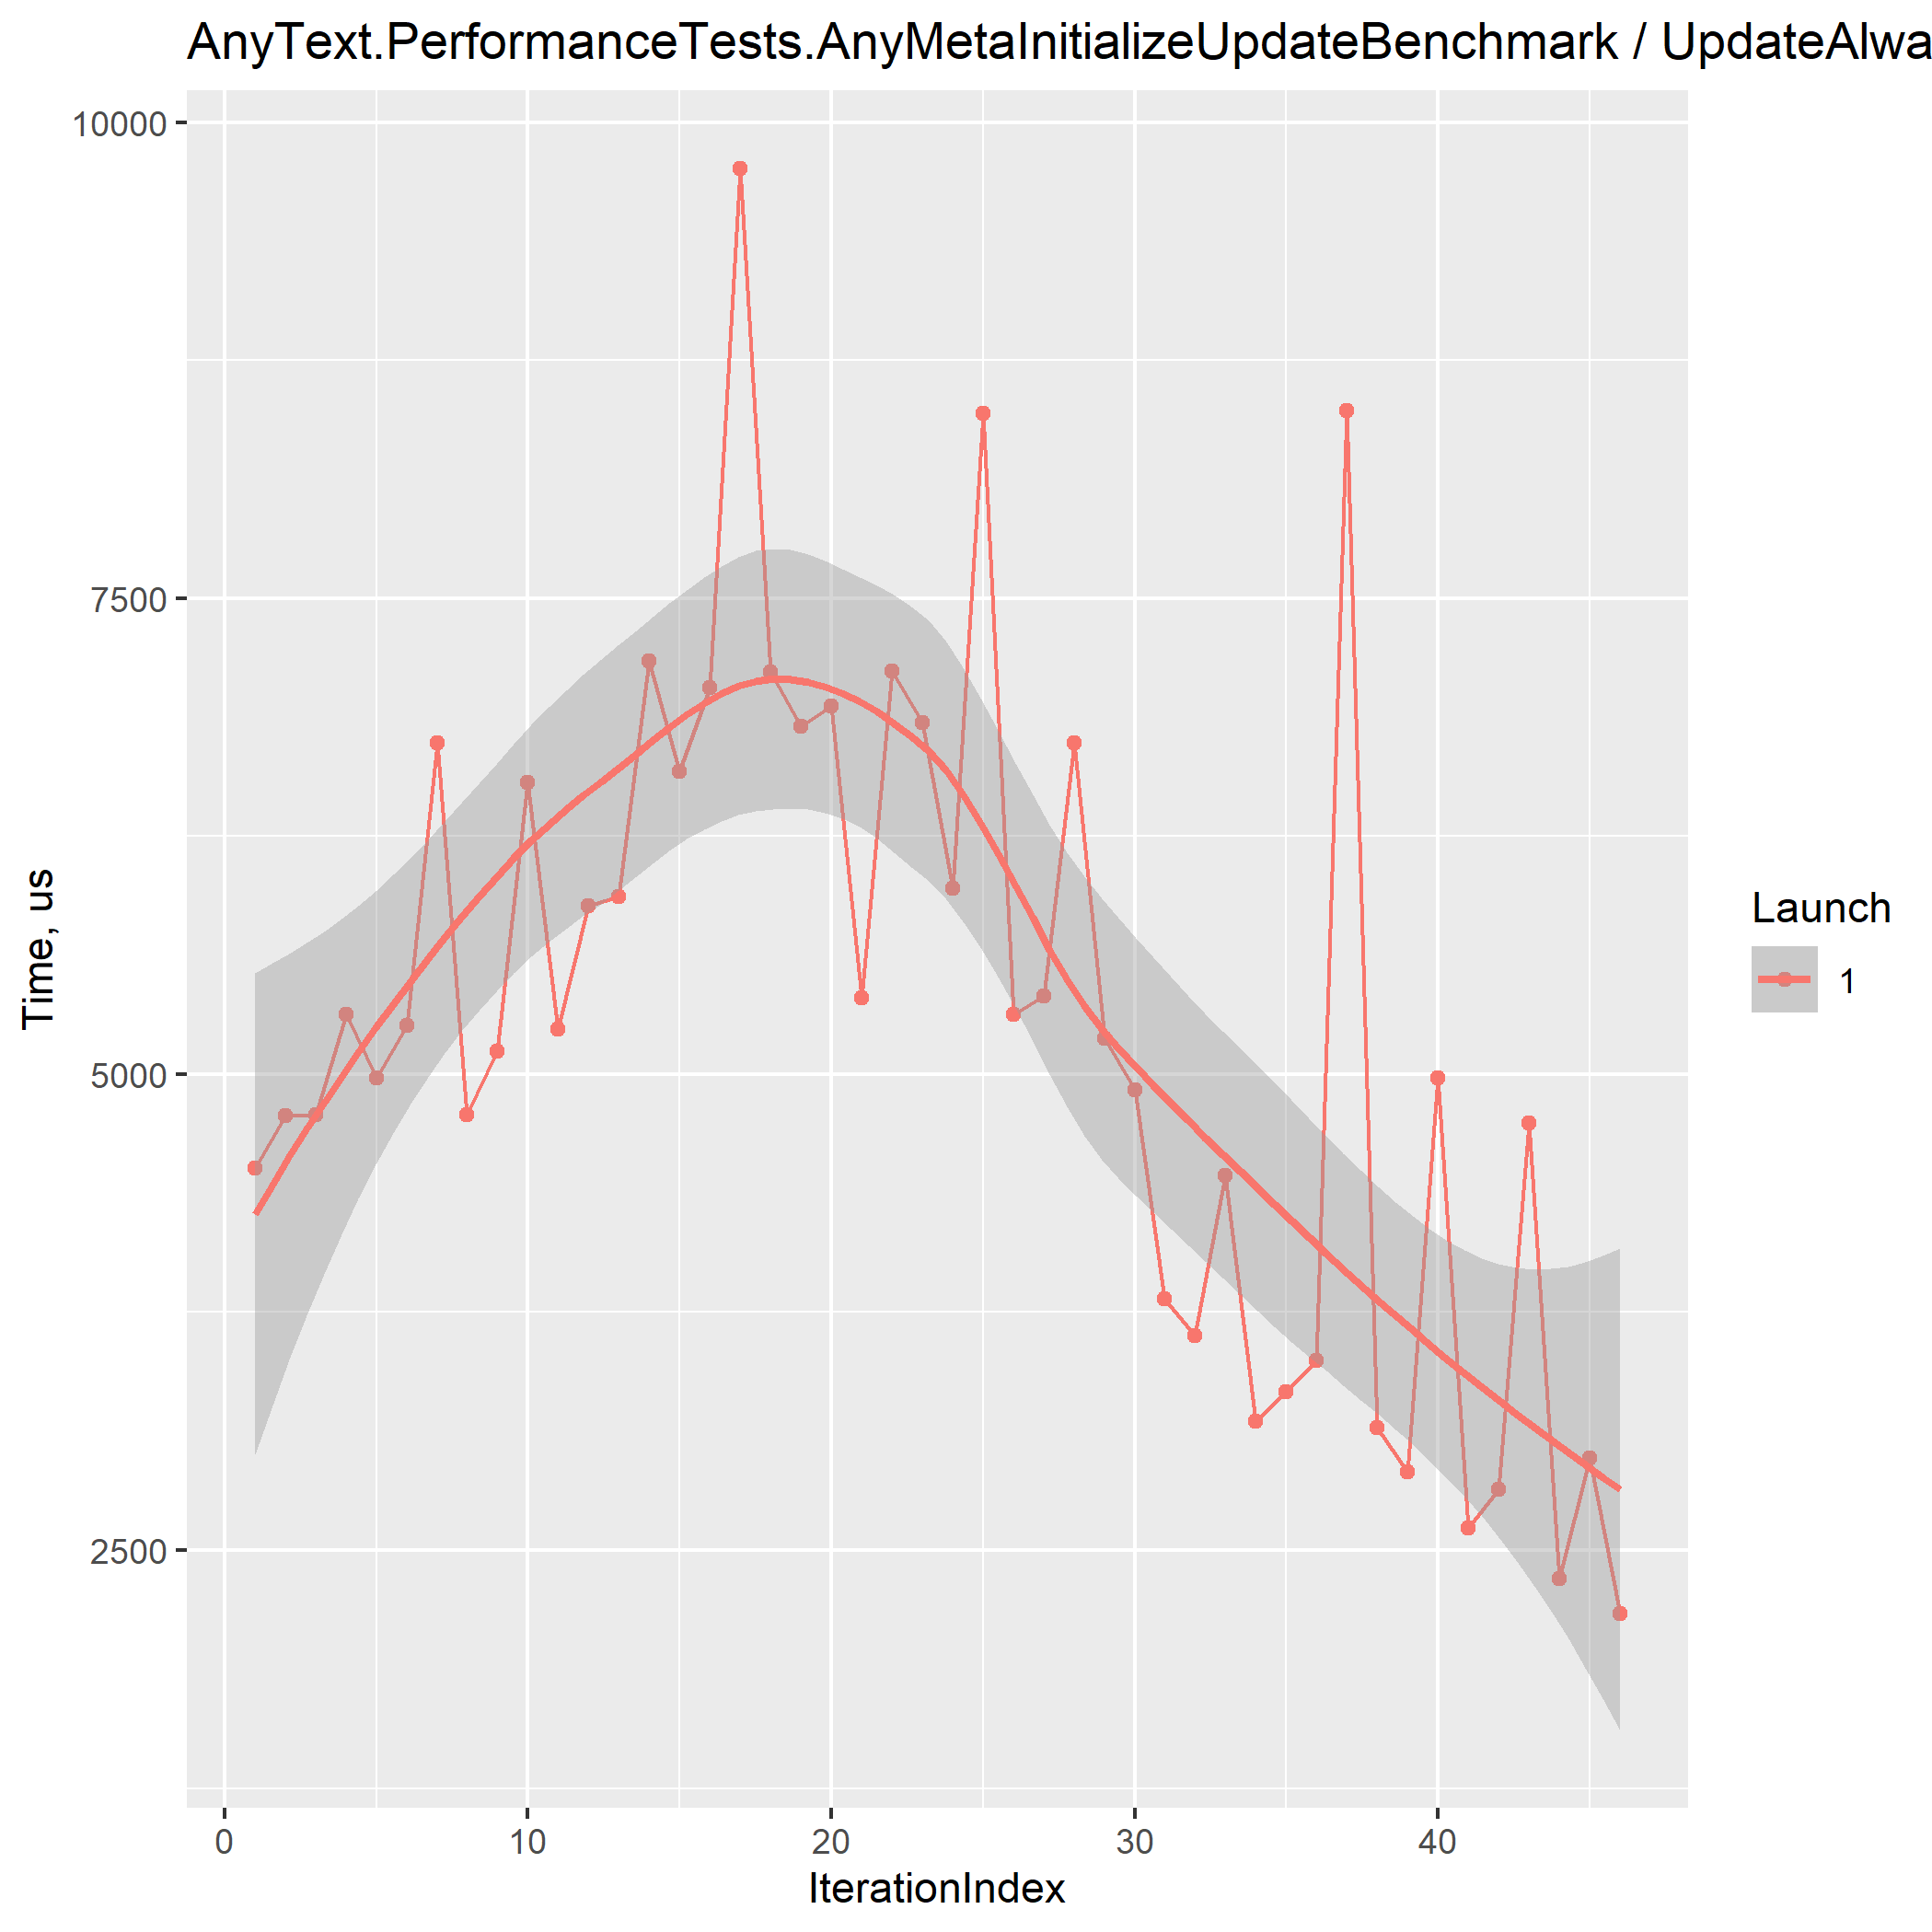 AnyText.PerformanceTests.AnyMetaInitializeUpdateBenchmark / UpdateAlwa
10000
7500
5000
2500
Time, us
0 10 20 30 40
IterationIndex
Launch
1